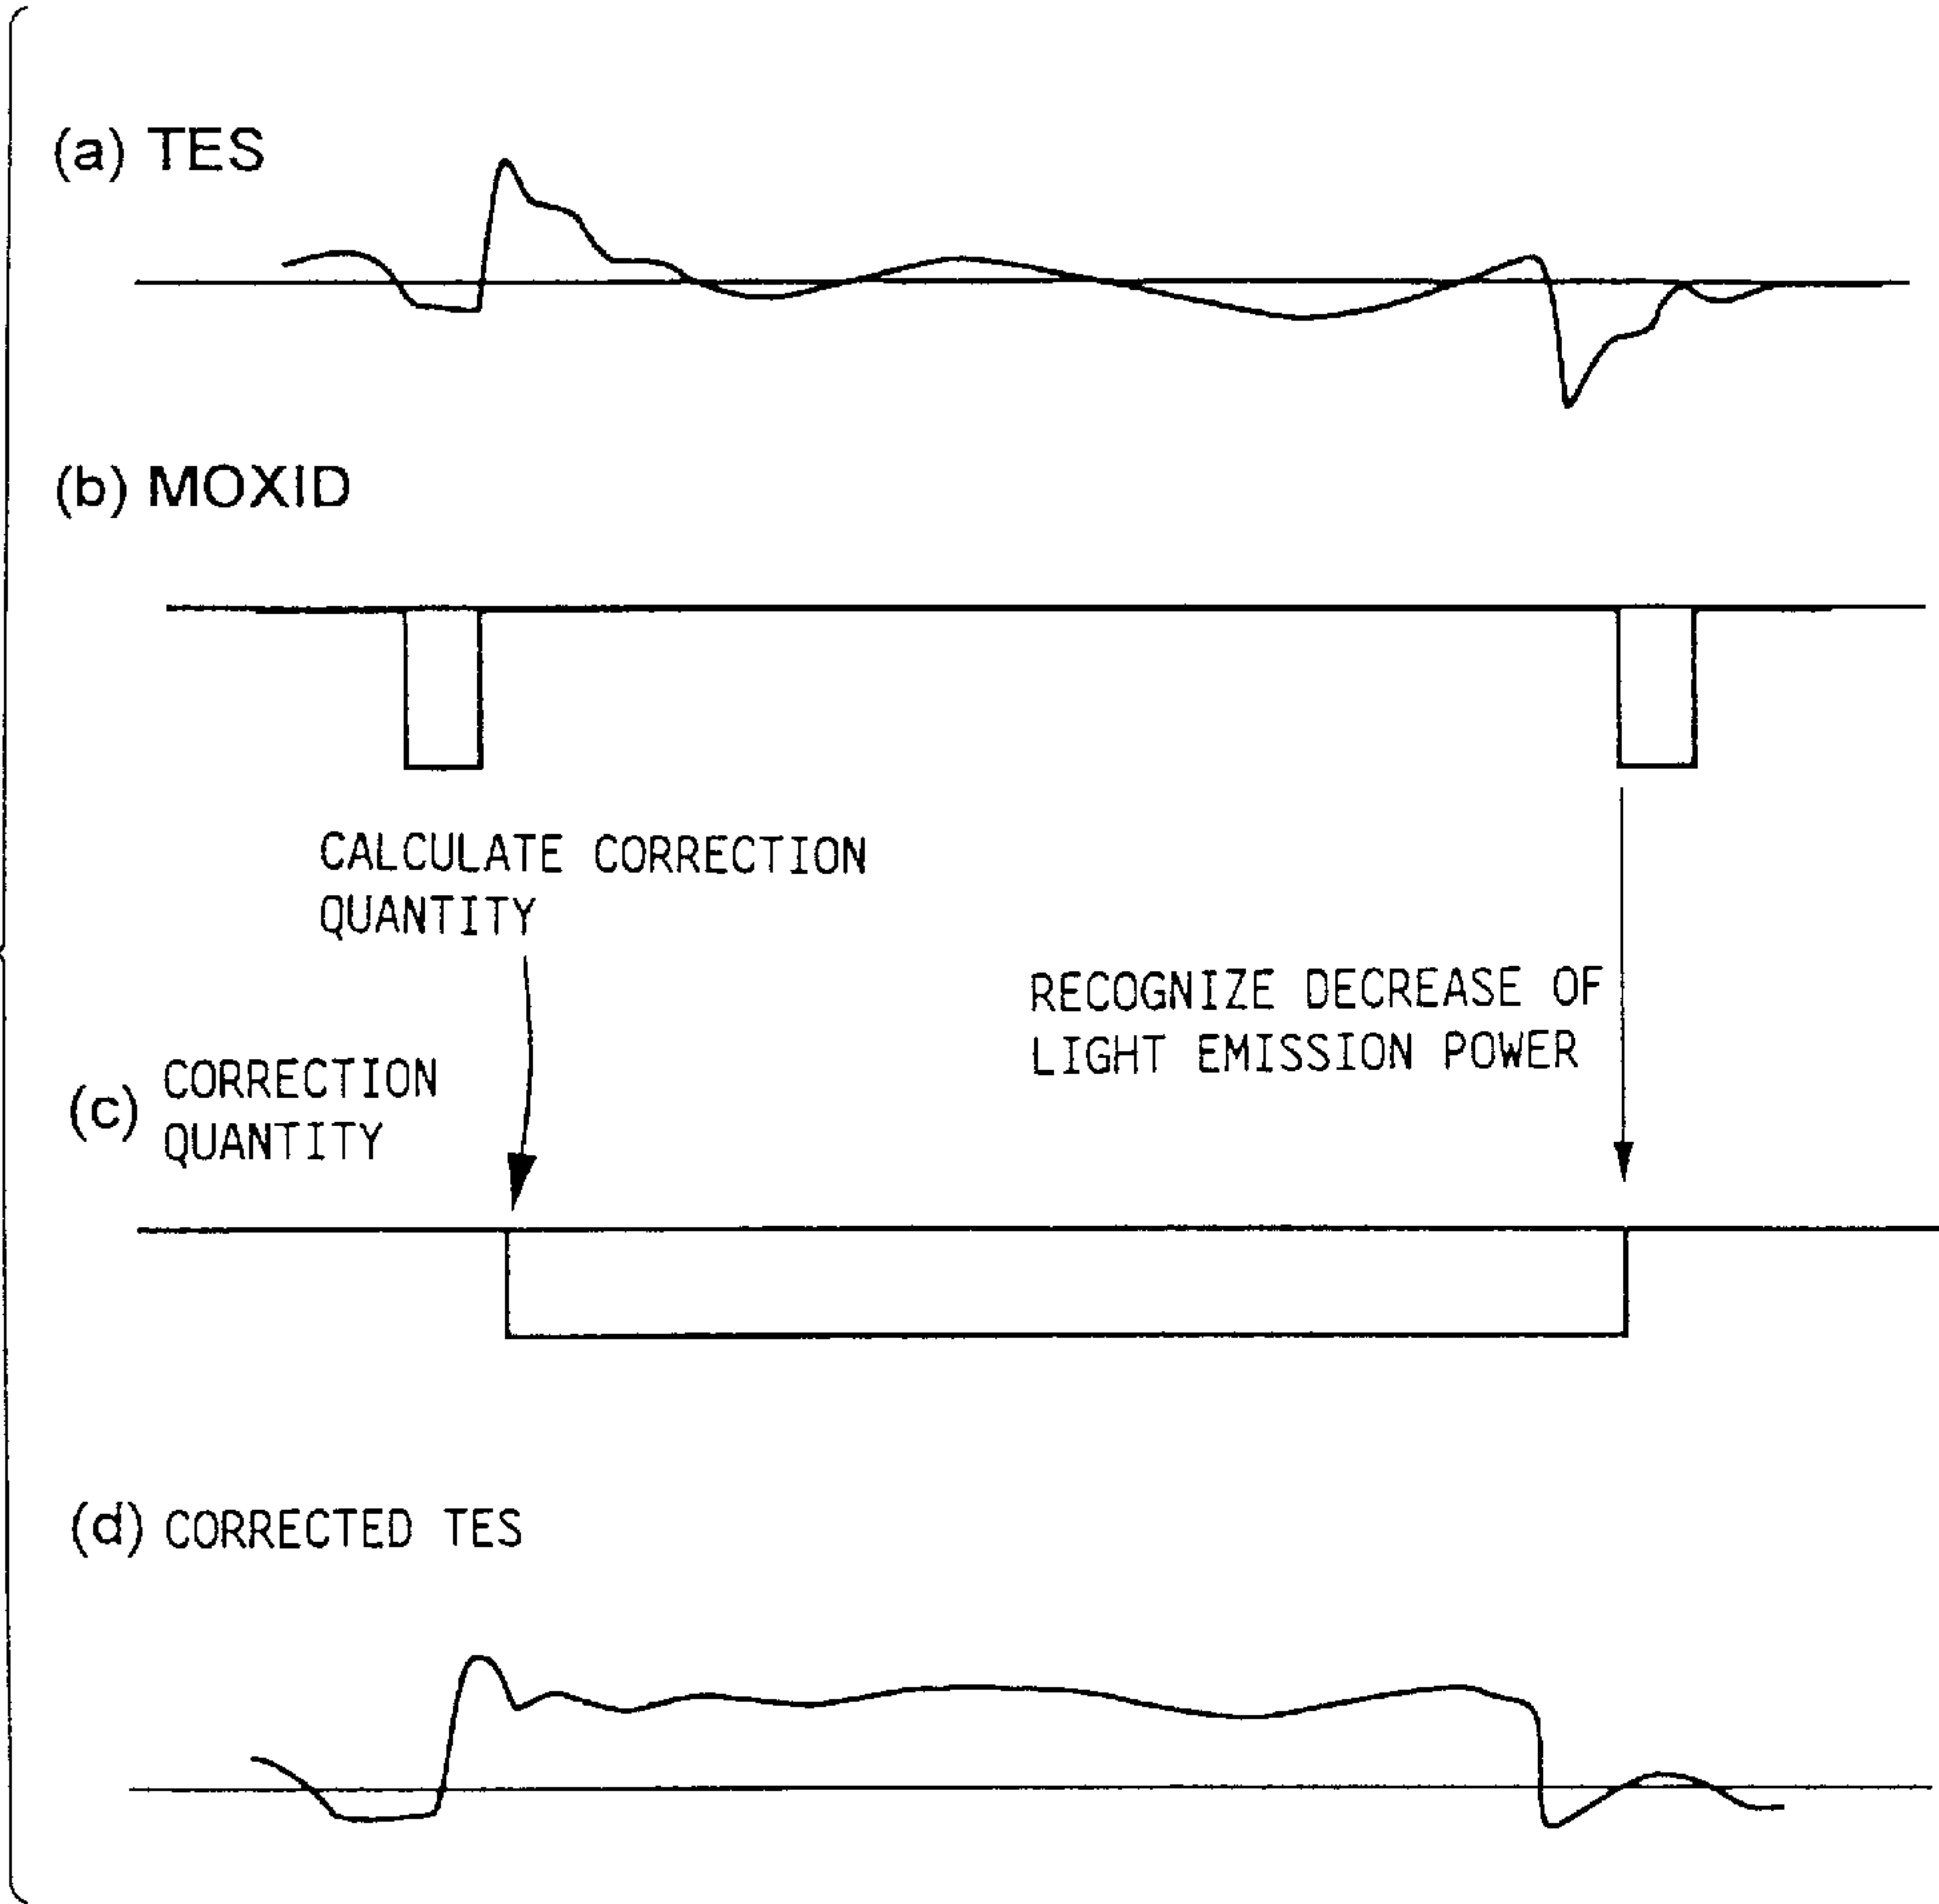 (a) TES
(b) MOXID
CALCULATE CORRECTION
QUANTITY
RECOGNIZE DECREASE OF
LIGHT EMISSION POWER
(c) CORRECTION
QUANTITY
(d) CORRECTED TES